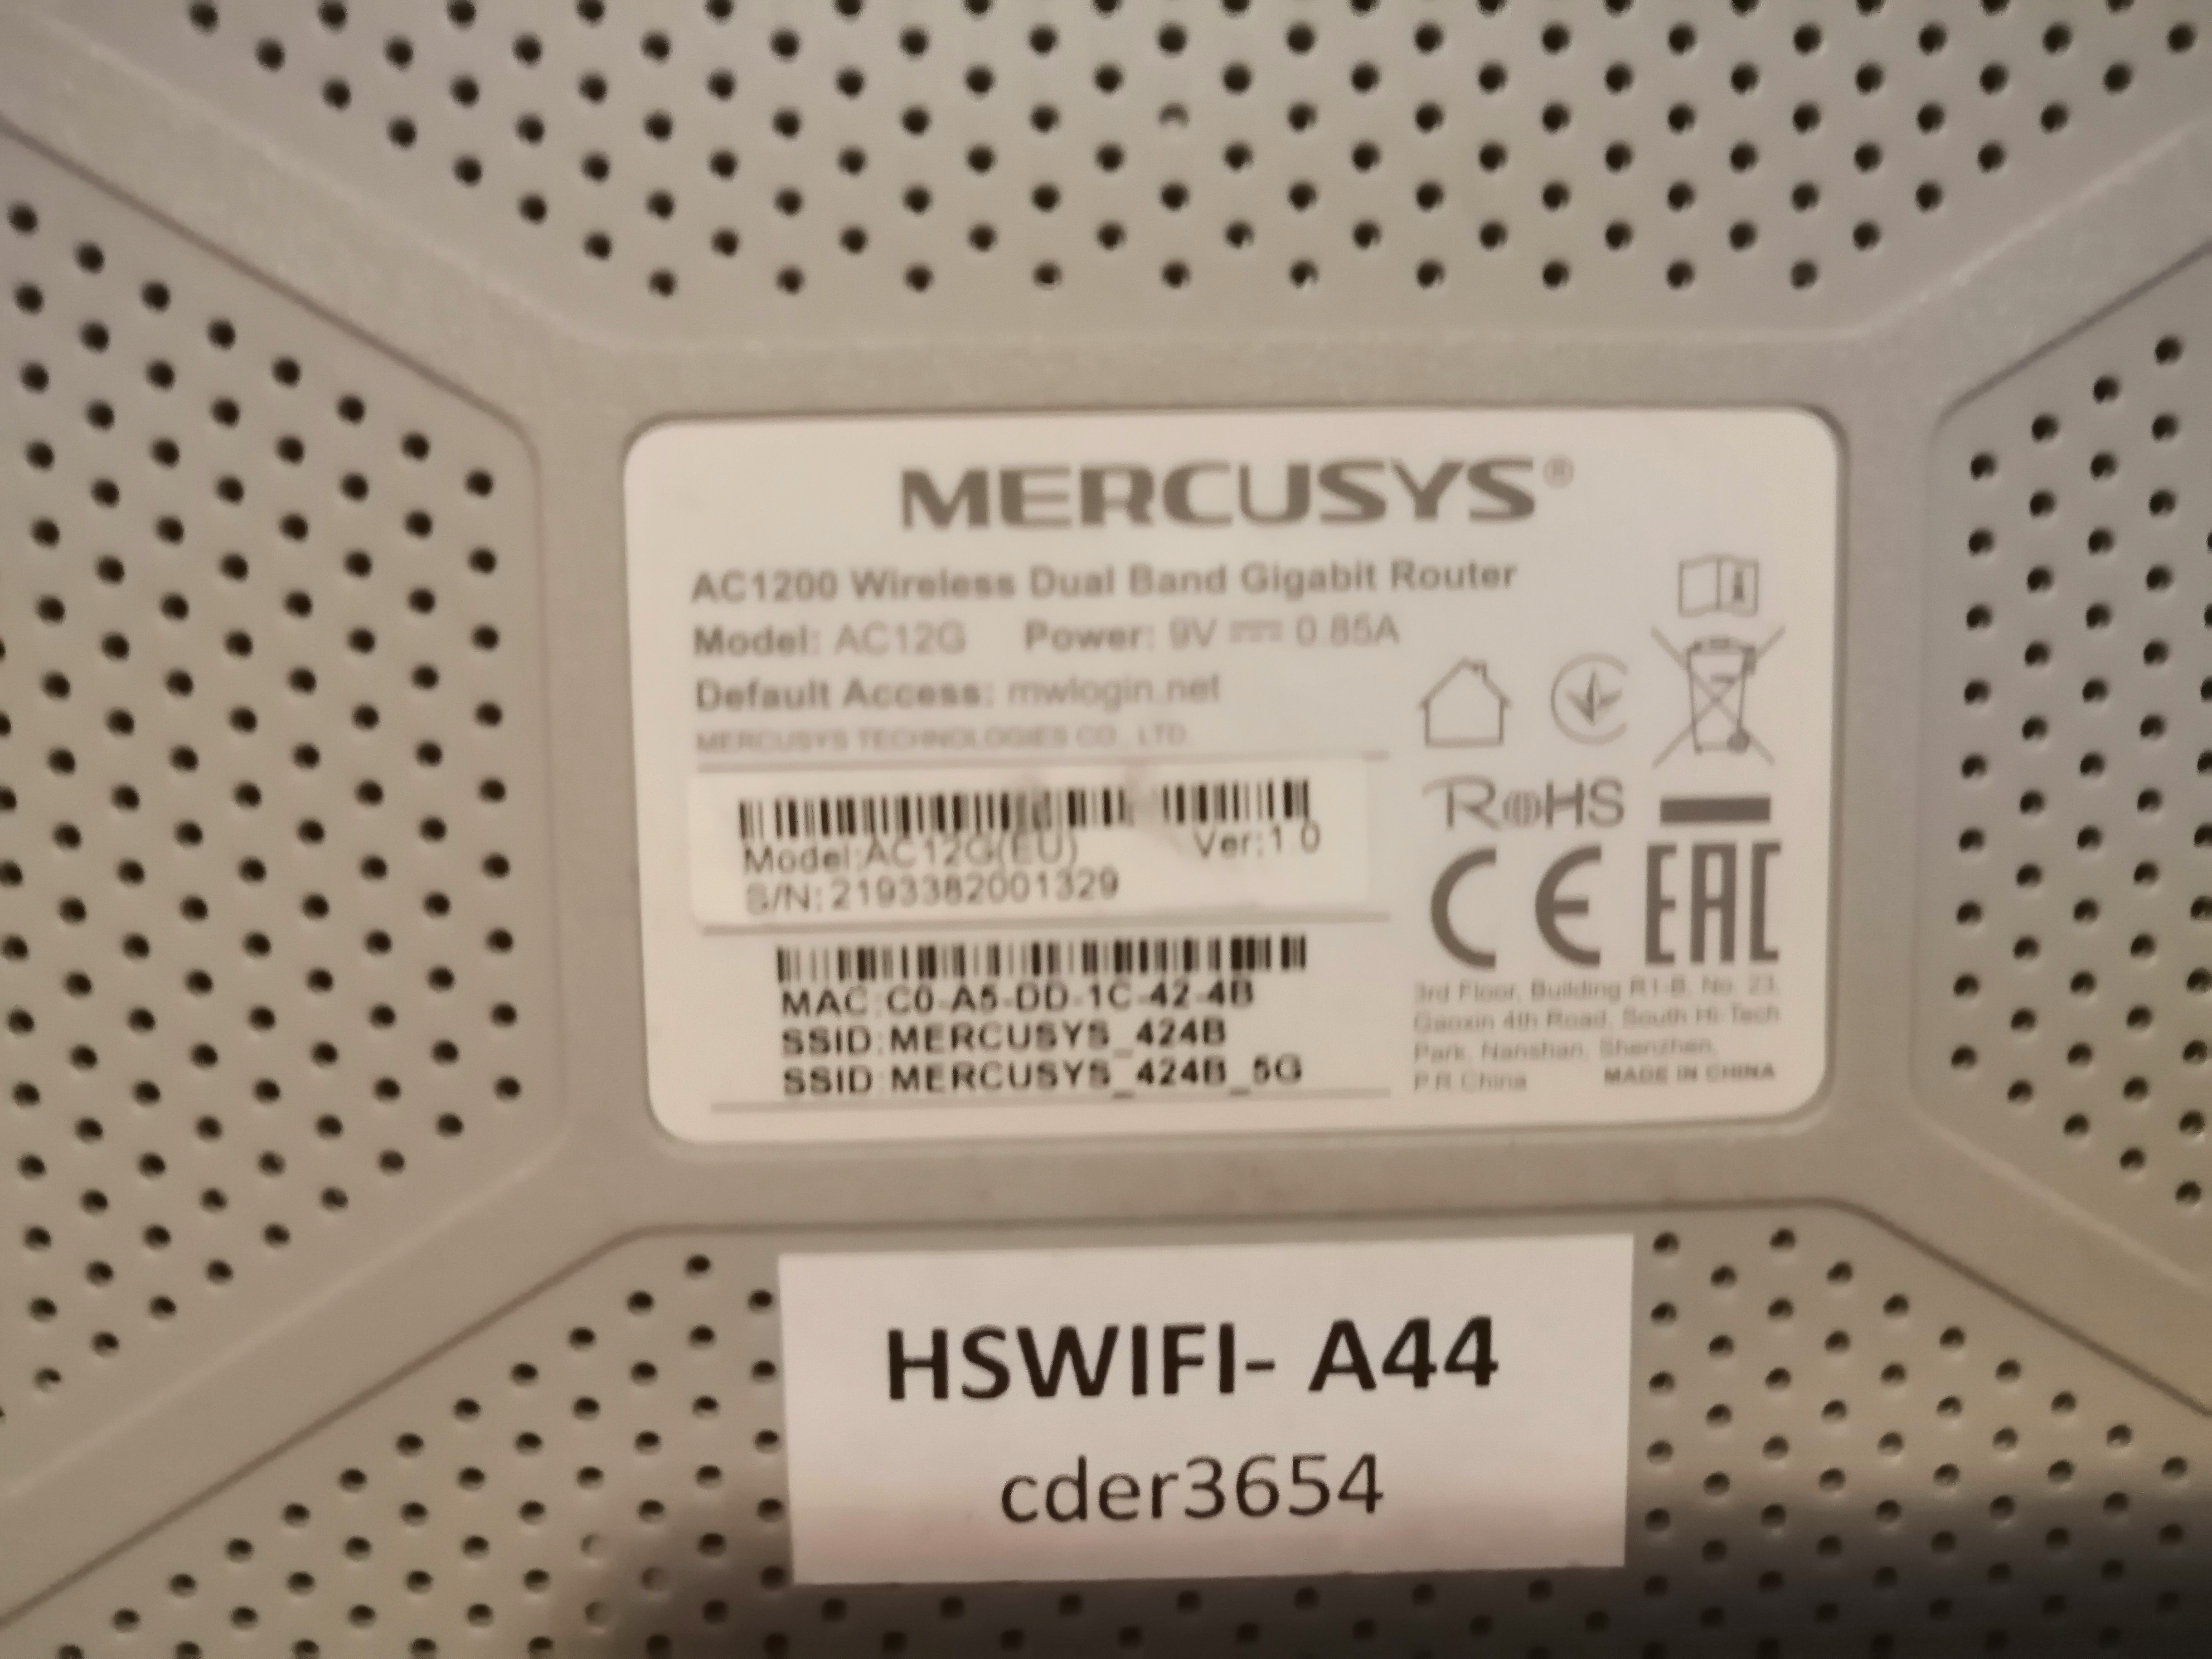 MERCUSYS®
AC1200 Wireless Dual Band Gigabit Router
Model: AC12G Power: 9V ⎓ 0.85A
Default Access: mwlogin.net
MERCUSYS TECHNOLOGIES CO., LTD.
Model:AC12G(EU) Ver:1.0
S/N:2193382001329
MAC:C0-A5-DD-1C-42-4B
SSID:MERCUSYS_424B
SSID:MERCUSYS_424B_5G
RoHS
CE EAC
3rd Floor, Building R1-B, No. 23,
Gaoxin 4th Road, South Hi-Tech
Park, Nanshan, Shenzhen,
P.R.China MADE IN CHINA
HSWIFI- A44
cder3654